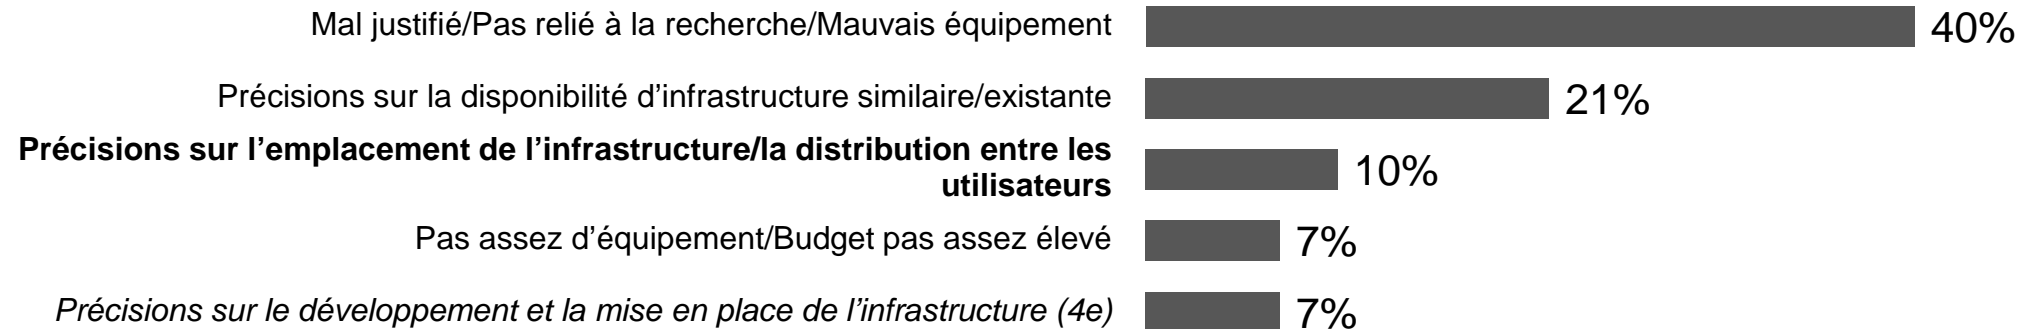 Mal justifié/Pas relié à la recherche/Mauvais équipement 40%
Précisions sur la disponibilité d’infrastructure similaire/existante 21%
Précisions sur l’emplacement de l’infrastructure/la distribution entre les
utilisateurs 10%
Pas assez d’équipement/Budget pas assez élevé 7%
Précisions sur le développement et la mise en place de l’infrastructure (4e) 7%